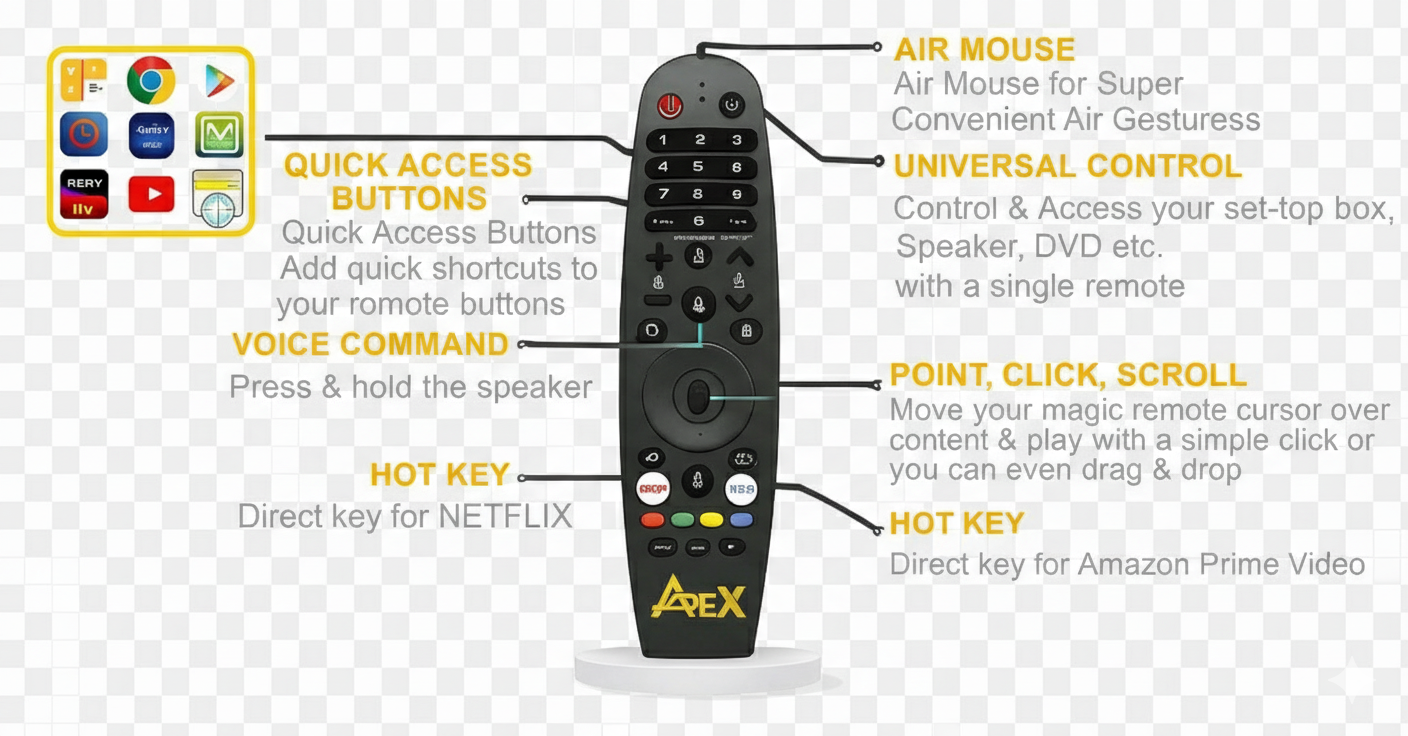 AIR MOUSE
Air Mouse for Super
Convenient Air Gesturess
UNIVERSAL CONTROL
Control & Access your set-top box,
Speaker, DVD etc.
with a single remote
QUICK ACCESS
BUTTONS
Quick Access Buttons
Add quick shortcuts to
your romote buttons
VOICE COMMAND
Press & hold the speaker
POINT, CLICK, SCROLL
Move your magic remote cursor over
content & play with a simple click or
you can even drag & drop
HOT KEY
Direct key for NETFLIX
HOT KEY
Direct key for Amazon Prime Video
RERY
llv
1 2 3
4 5 6
7 8 9
6
APEX